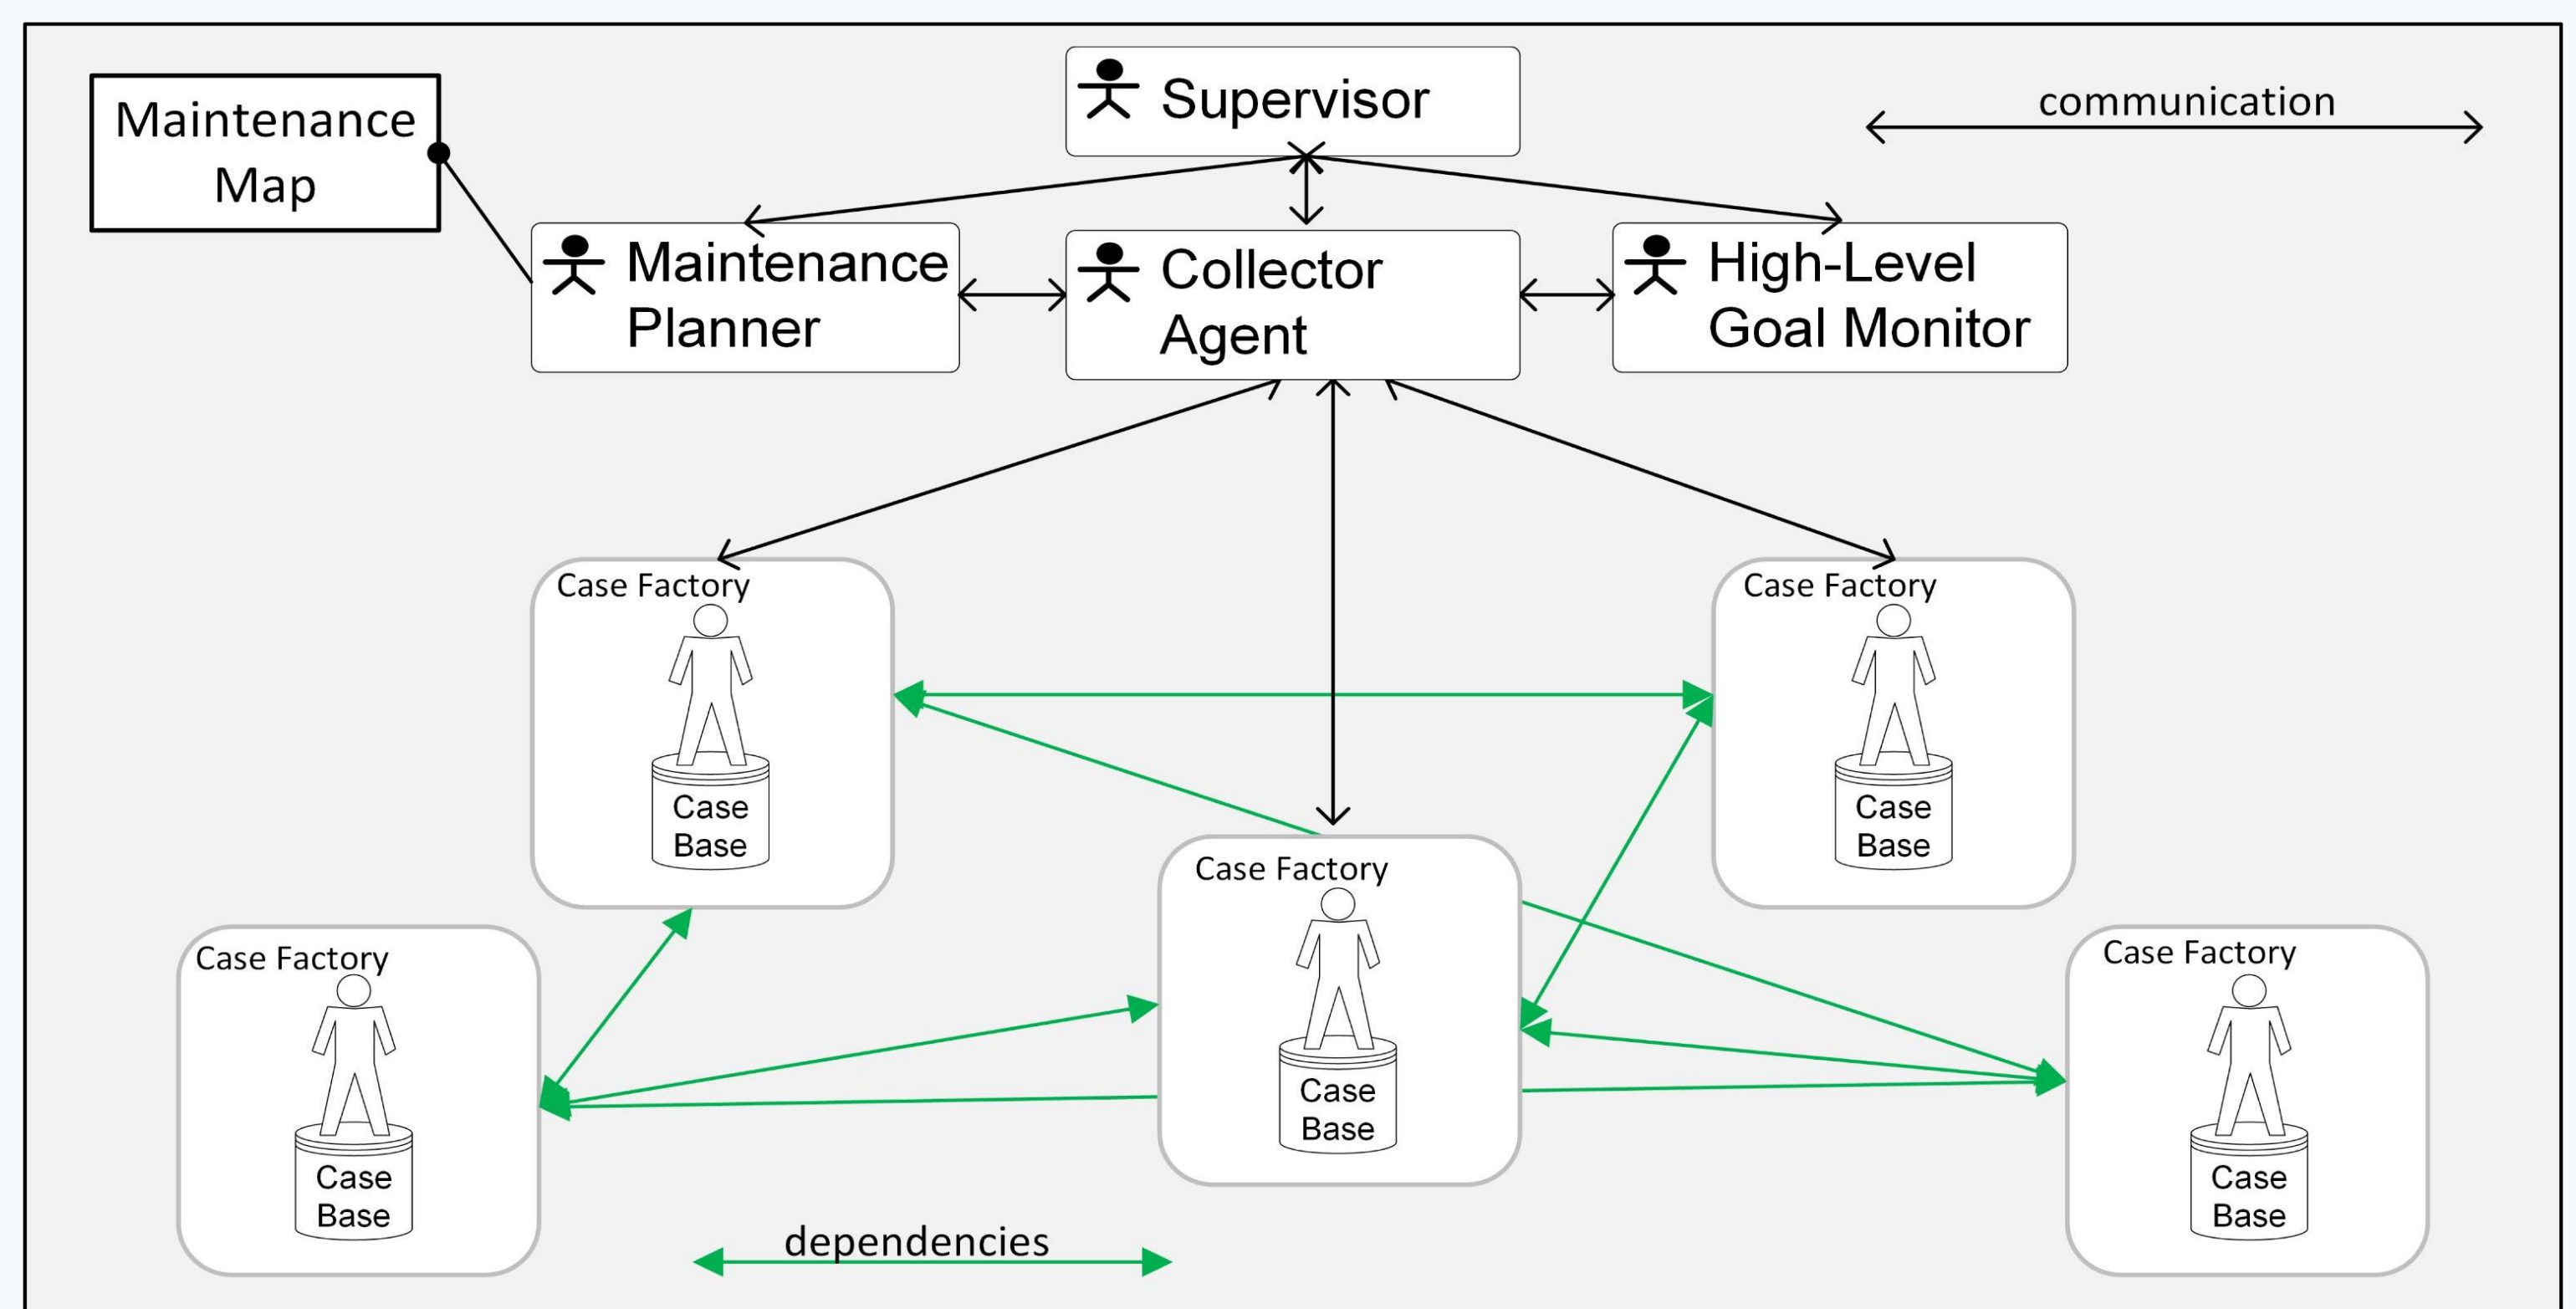 Maintenance
Map
Supervisor
communication
Maintenance
Planner
Collector
Agent
High-Level
Goal Monitor
Case Factory
Case
Base
Case Factory
Case
Base
Case Factory
Case
Base
Case Factory
Case
Base
Case Factory
Case
Base
dependencies